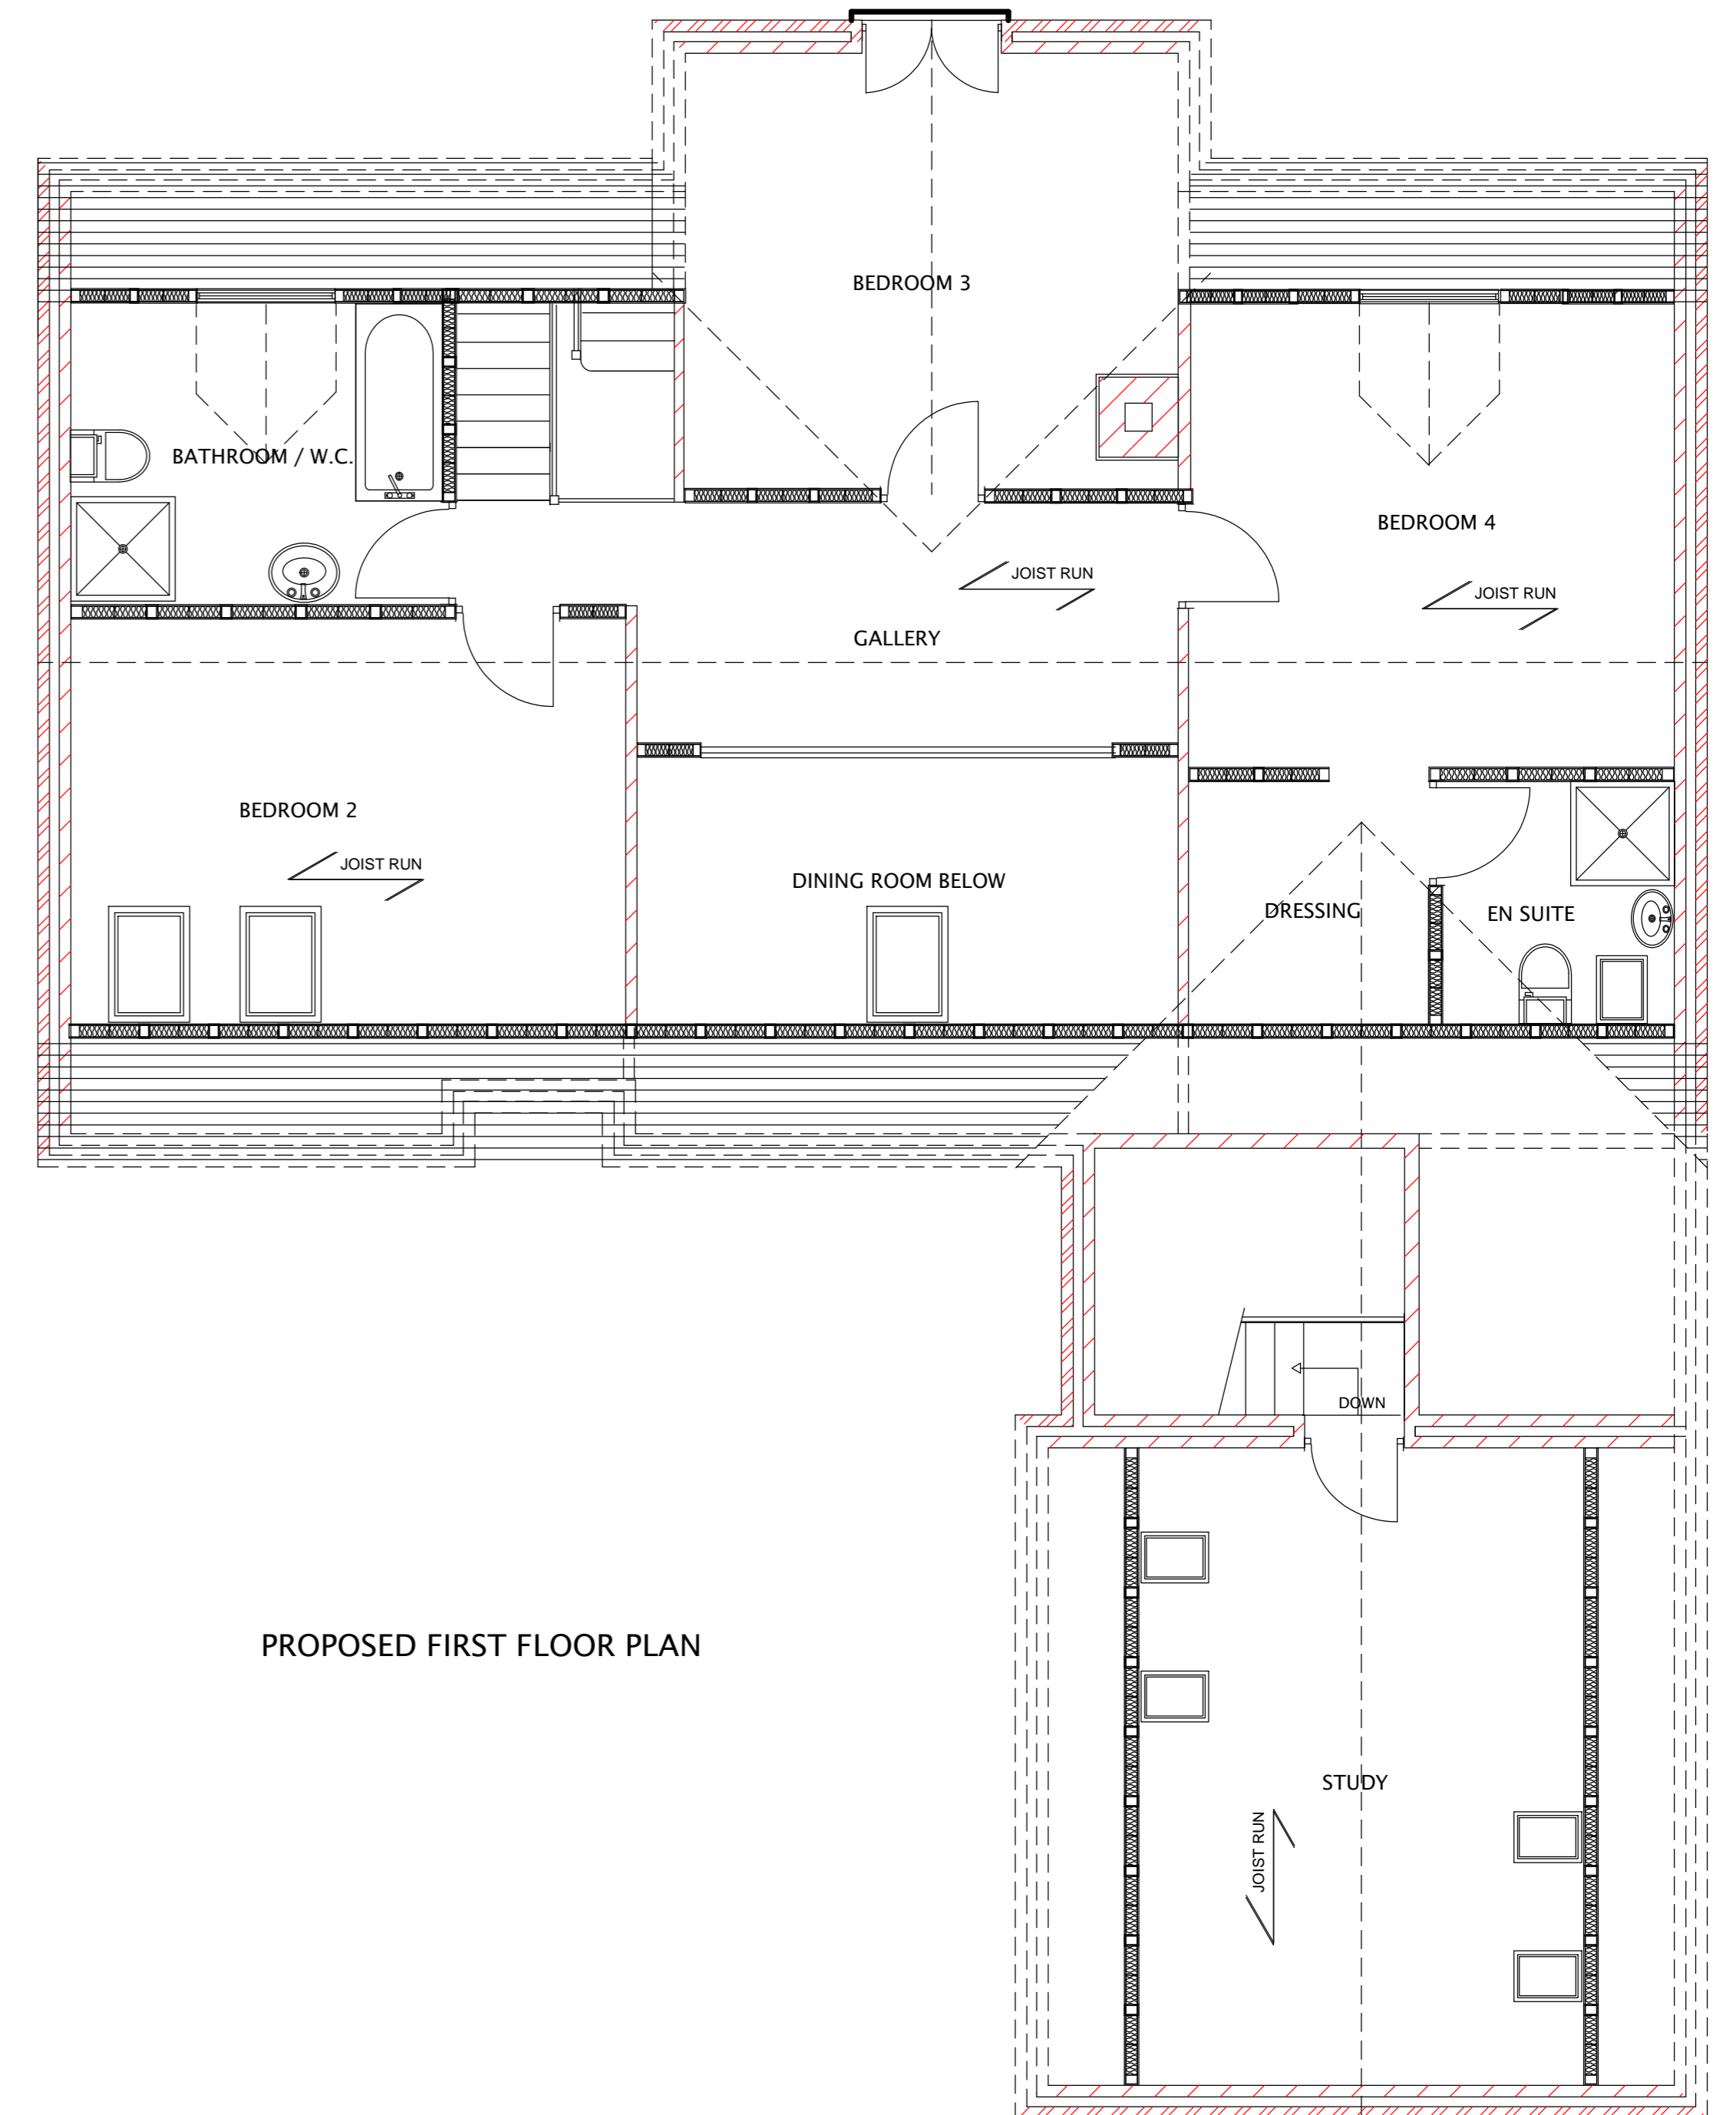 BEDROOM 3
BATHROOM / W.C.
BEDROOM 4
JOIST RUN
JOIST RUN
GALLERY
BEDROOM 2
JOIST RUN
DINING ROOM BELOW
DRESSING
EN SUITE
DOWN
PROPOSED FIRST FLOOR PLAN
STUDY
JOIST RUN